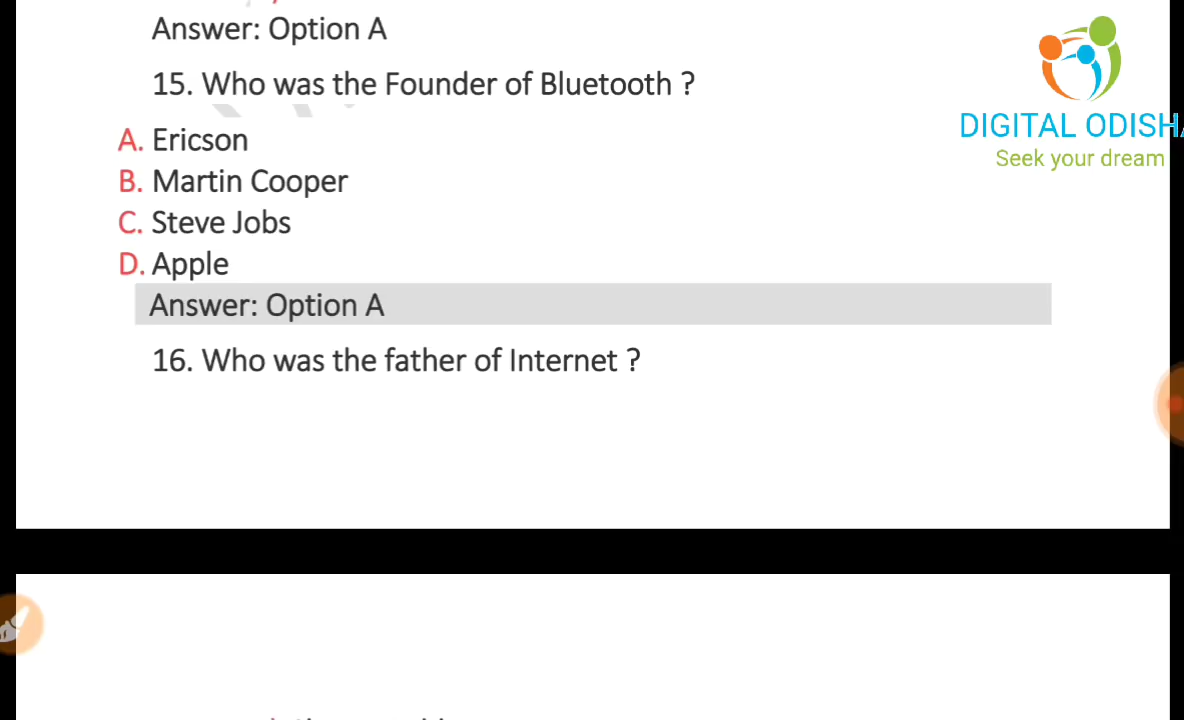 Answer: Option A
15. Who was the Founder of Bluetooth ?
A. Ericson
B. Martin Cooper
C. Steve Jobs
D. Apple
Answer: Option A
16. Who was the father of Internet ?
DIGITAL ODISHA
Seek your dream